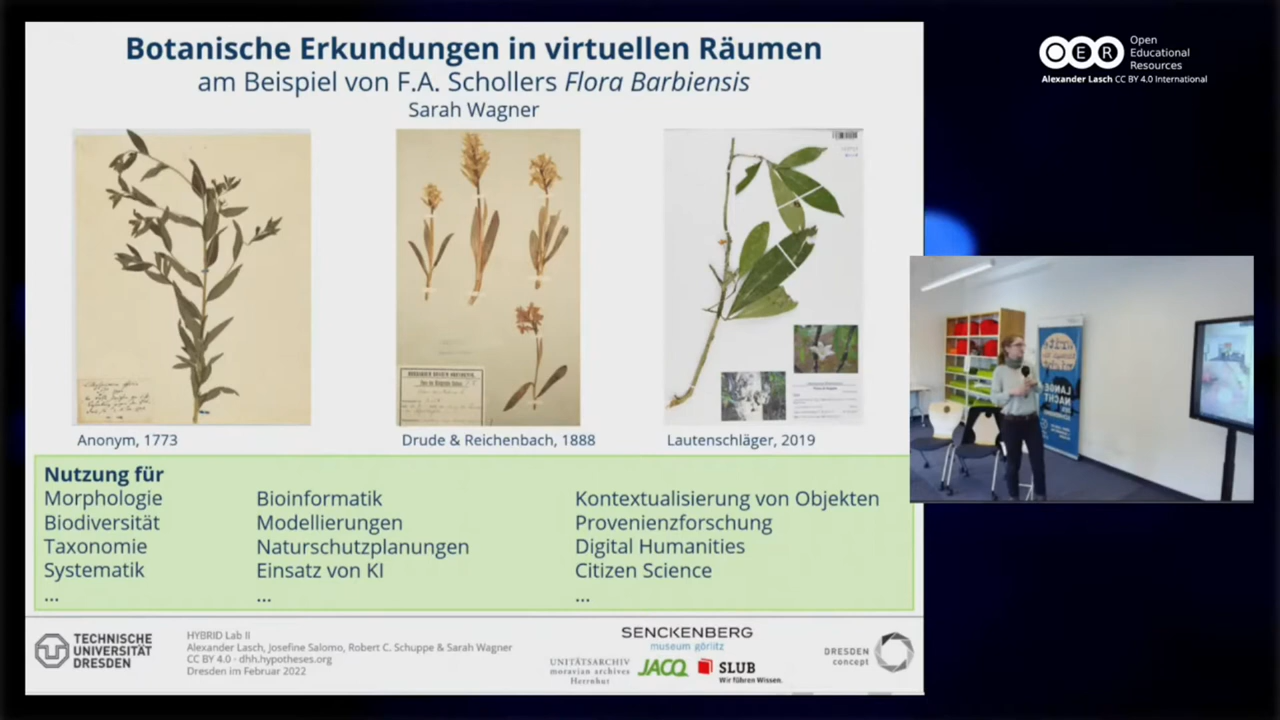 Botanische Erkundungen in virtuellen Räumen
am Beispiel von F.A. Schollers Flora Barbiensis
Sarah Wagner
Anonym, 1773
Drude & Reichenbach, 1888
Lautenschläger, 2019
Nutzung für
Morphologie
Biodiversität
Taxonomie
Systematik
...
Bioinformatik
Modellierungen
Naturschutzplanungen
Einsatz von KI
...
Kontextualisierung von Objekten
Provenienzforschung
Digital Humanities
Citizen Science
...
TECHNISCHE
UNIVERSITÄT
DRESDEN
HYBRID Lab II
Alexander Lasch, Josefine Salomo, Robert C. Schuppe & Sarah Wagner
CC BY 4.0 - dhh.hypotheses.org
Dresden im Februar 2022
SENCKENBERG
museum görlitz
UNITÄTSARCHIV
moravian archives
Herrnhut
JACQ
SLUB
Wir führen Wissen.
DRESDEN
concept
OER
Open
Educational
Resources
Alexander Lasch CC BY 4.0 International
LANGE
NACHT